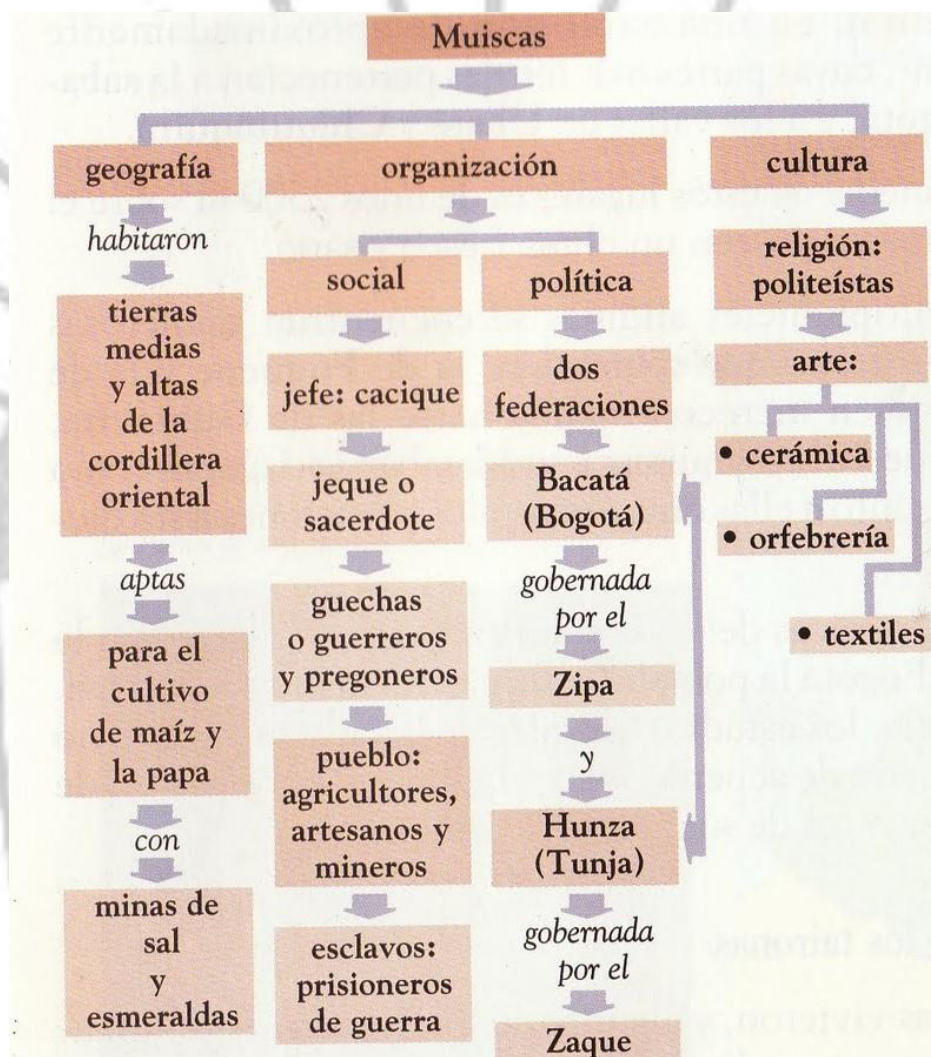 Muiscas
geografía
habitaron
tierras
medias
y altas
de la
cordillera
oriental
aptas
para el
cultivo
de maíz y
la papa
con
minas de
sal
y
esmeraldas
organización
social
jefe: cacique
jeque o
sacerdote
guechas
o guerreros
y pregoneros
pueblo:
agricultores,
artesanos y
mineros
esclavos:
prisioneros
de guerra
política
dos
federaciones
Bacatá
(Bogotá)
gobernada
por el
Zipa
y
Hunza
(Tunja)
gobernada
por el
Zaque
cultura
religión:
politeístas
arte:
• cerámica
• orfebrería
• textiles